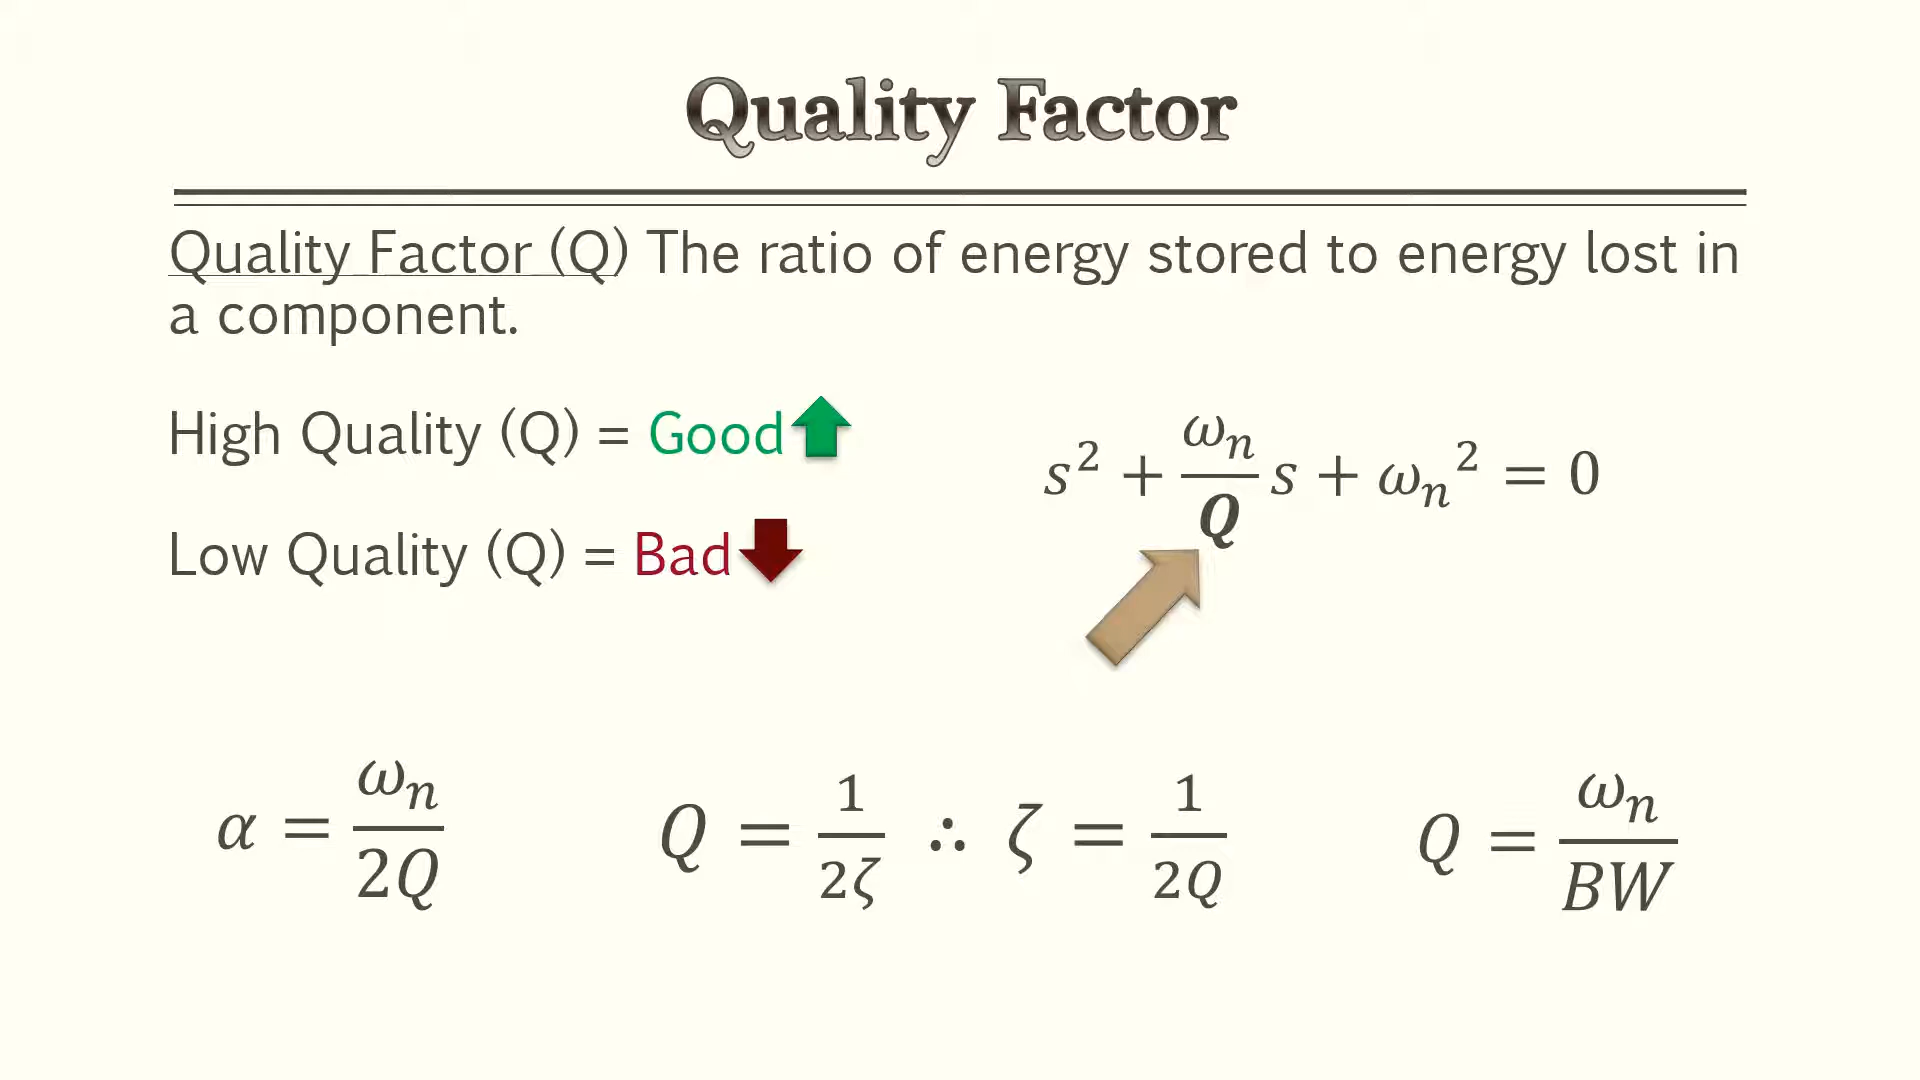 Quality Factor
Quality Factor (Q) The ratio of energy stored to energy lost in
a component.
High Quality (Q) = Good
Low Quality (Q) = Bad
s² + ωₙ/Q s + ωₙ² = 0
α = ωₙ/2Q
Q = 1/2ζ ∴ ζ = 1/2Q
Q = ωₙ/BW